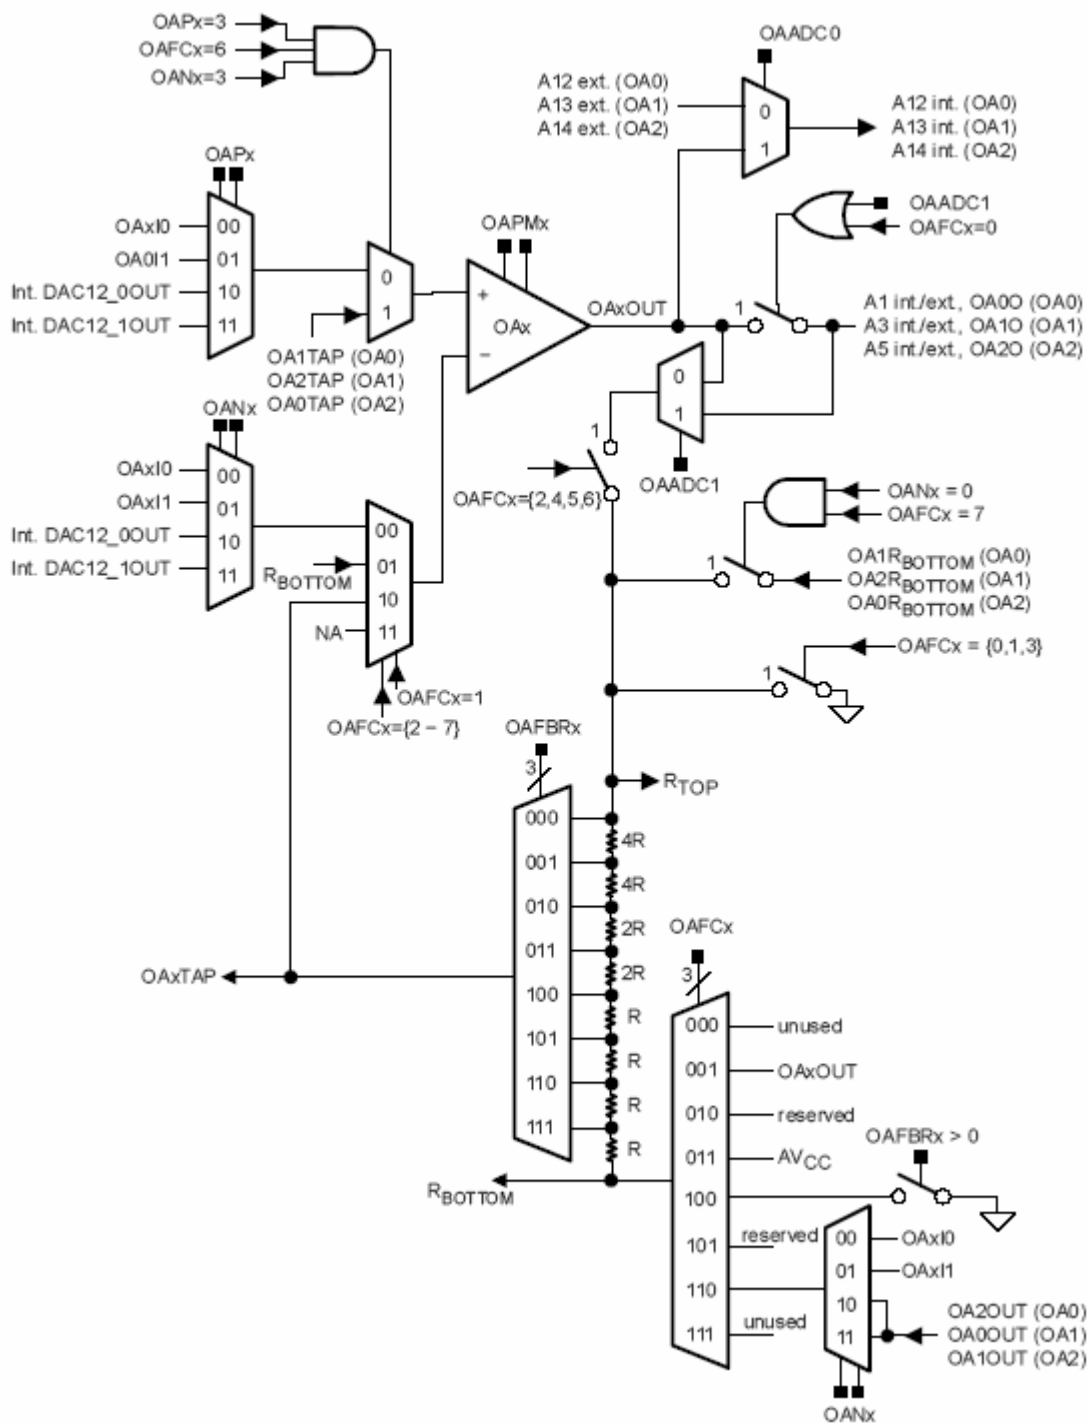 OAPx=3
OAFCx=6
OANx=3
OAADC0
A12 ext. (OA0)
A13 ext. (OA1)
A14 ext. (OA2)
0
1
A12 int. (OA0)
A13 int. (OA1)
A14 int. (OA2)
OAPx
OAxI0
OA0I1
Int. DAC12_0OUT
Int. DAC12_1OUT
00
01
10
11
0
1
OA1TAP (OA0)
OA2TAP (OA1)
OA0TAP (OA2)
OAPMx
+
OAx
−
OAxOUT
OAADC1
OAFCx=0
1
A1 int./ext., OA0O (OA0)
A3 int./ext., OA1O (OA1)
A5 int./ext., OA2O (OA2)
0
1
OAADC1
1
OAFCx={2,4,5,6}
OANx
OAxI0
OAxI1
Int. DAC12_0OUT
Int. DAC12_1OUT
00
01
10
11
RBOTTOM
NA
00
01
10
11
OAFCx=1
OAFCx={2 − 7}
OANx = 0
OAFCx = 7
1
OA1RBOTTOM (OA0)
OA2RBOTTOM (OA1)
OA0RBOTTOM (OA2)
OAFCx = {0,1,3}
1
OAFBRx
3
RTOP
000
001
010
011
100
101
110
111
4R
4R
2R
2R
R
R
R
R
OAxTAP
RBOTTOM
OAFCx
3
000
001
010
011
100
101
110
111
unused
OAxOUT
reserved
AVCC
OAFBRx > 0
reserved
unused
00
01
10
11
OAxI0
OAxI1
OA2OUT (OA0)
OA0OUT (OA1)
OA1OUT (OA2)
OANx